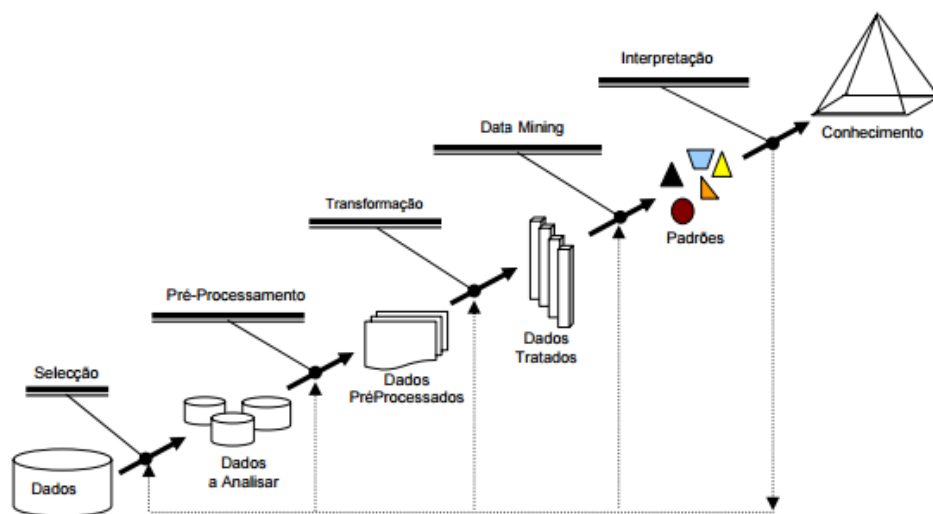 Interpretação
Conhecimento
Data Mining
Padrões
Transformação
Dados
Tratados
Pré-Processamento
Dados
PréProcessados
Selecção
Dados
a Analisar
Dados